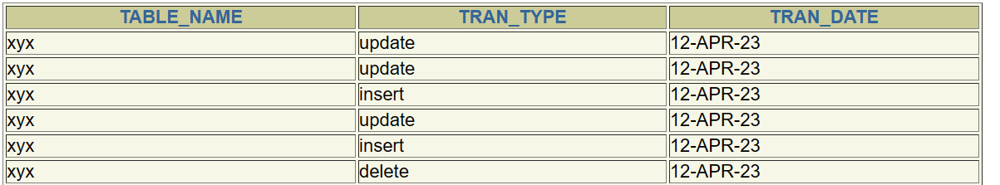 TABLE_NAME TRAN_TYPE TRAN_DATE
xyx update 12-APR-23
xyx update 12-APR-23
xyx insert 12-APR-23
xyx update 12-APR-23
xyx insert 12-APR-23
xyx delete 12-APR-23